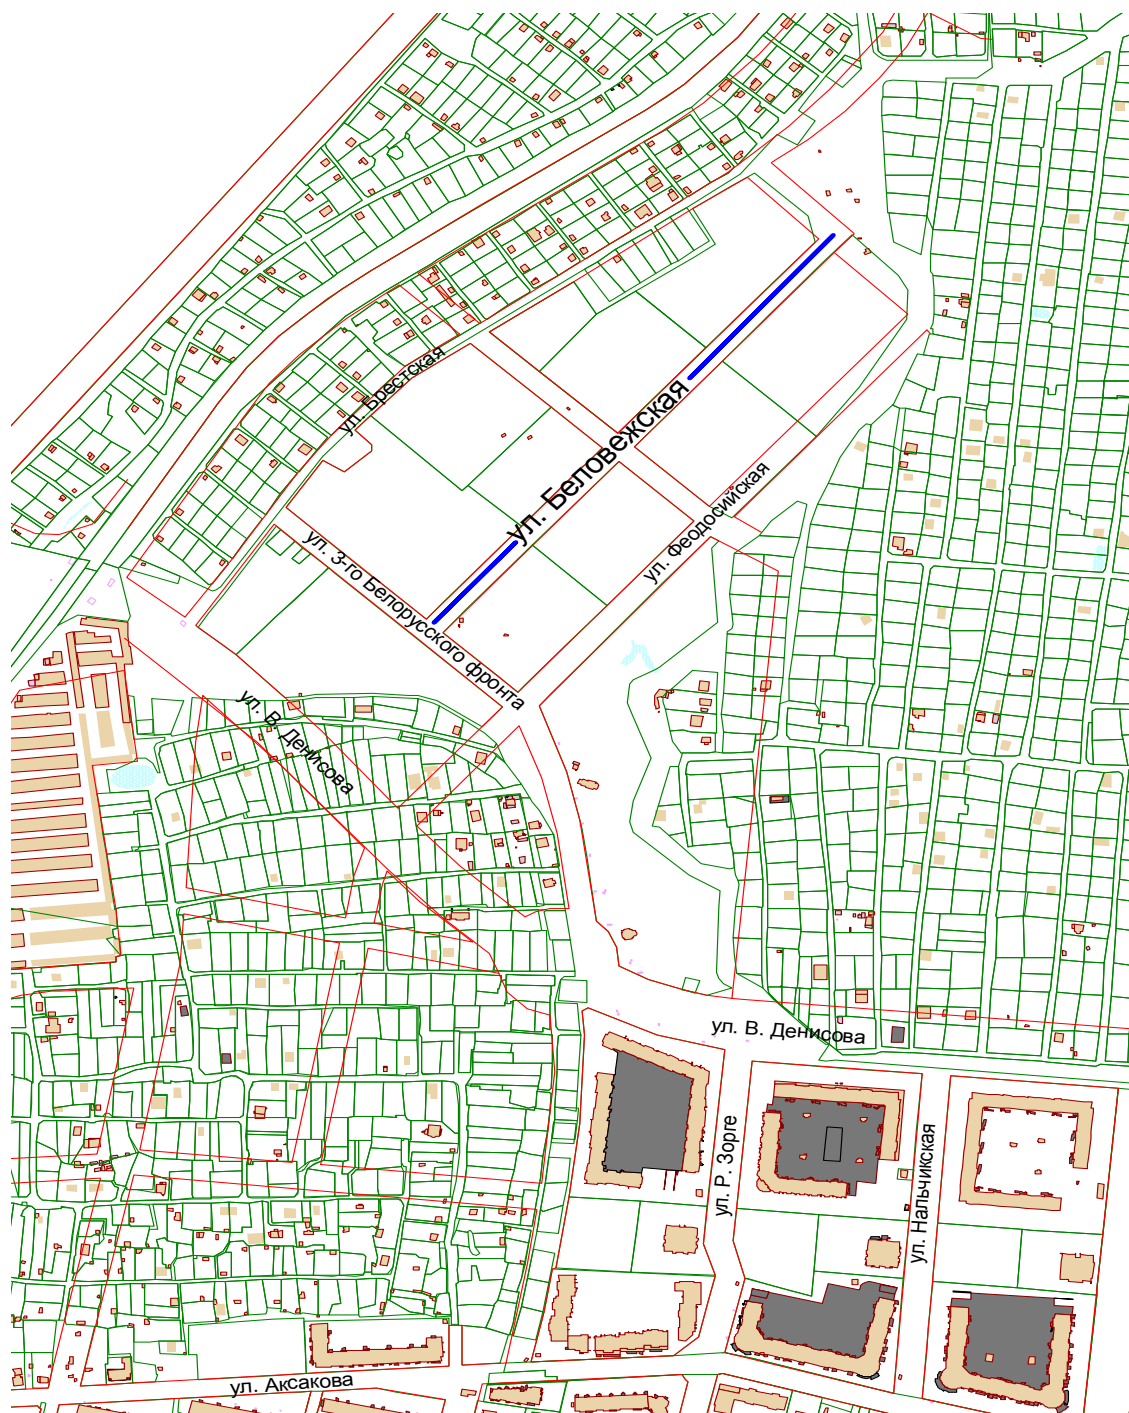 ул. Брестская
ул. Беловежская
ул. Феодосийская
ул. 3-го Белорусского фронта
ул. В. Денисова
ул. В. Денисова
ул. Р. Зорге
ул. Нальчикская
ул. Аксакова